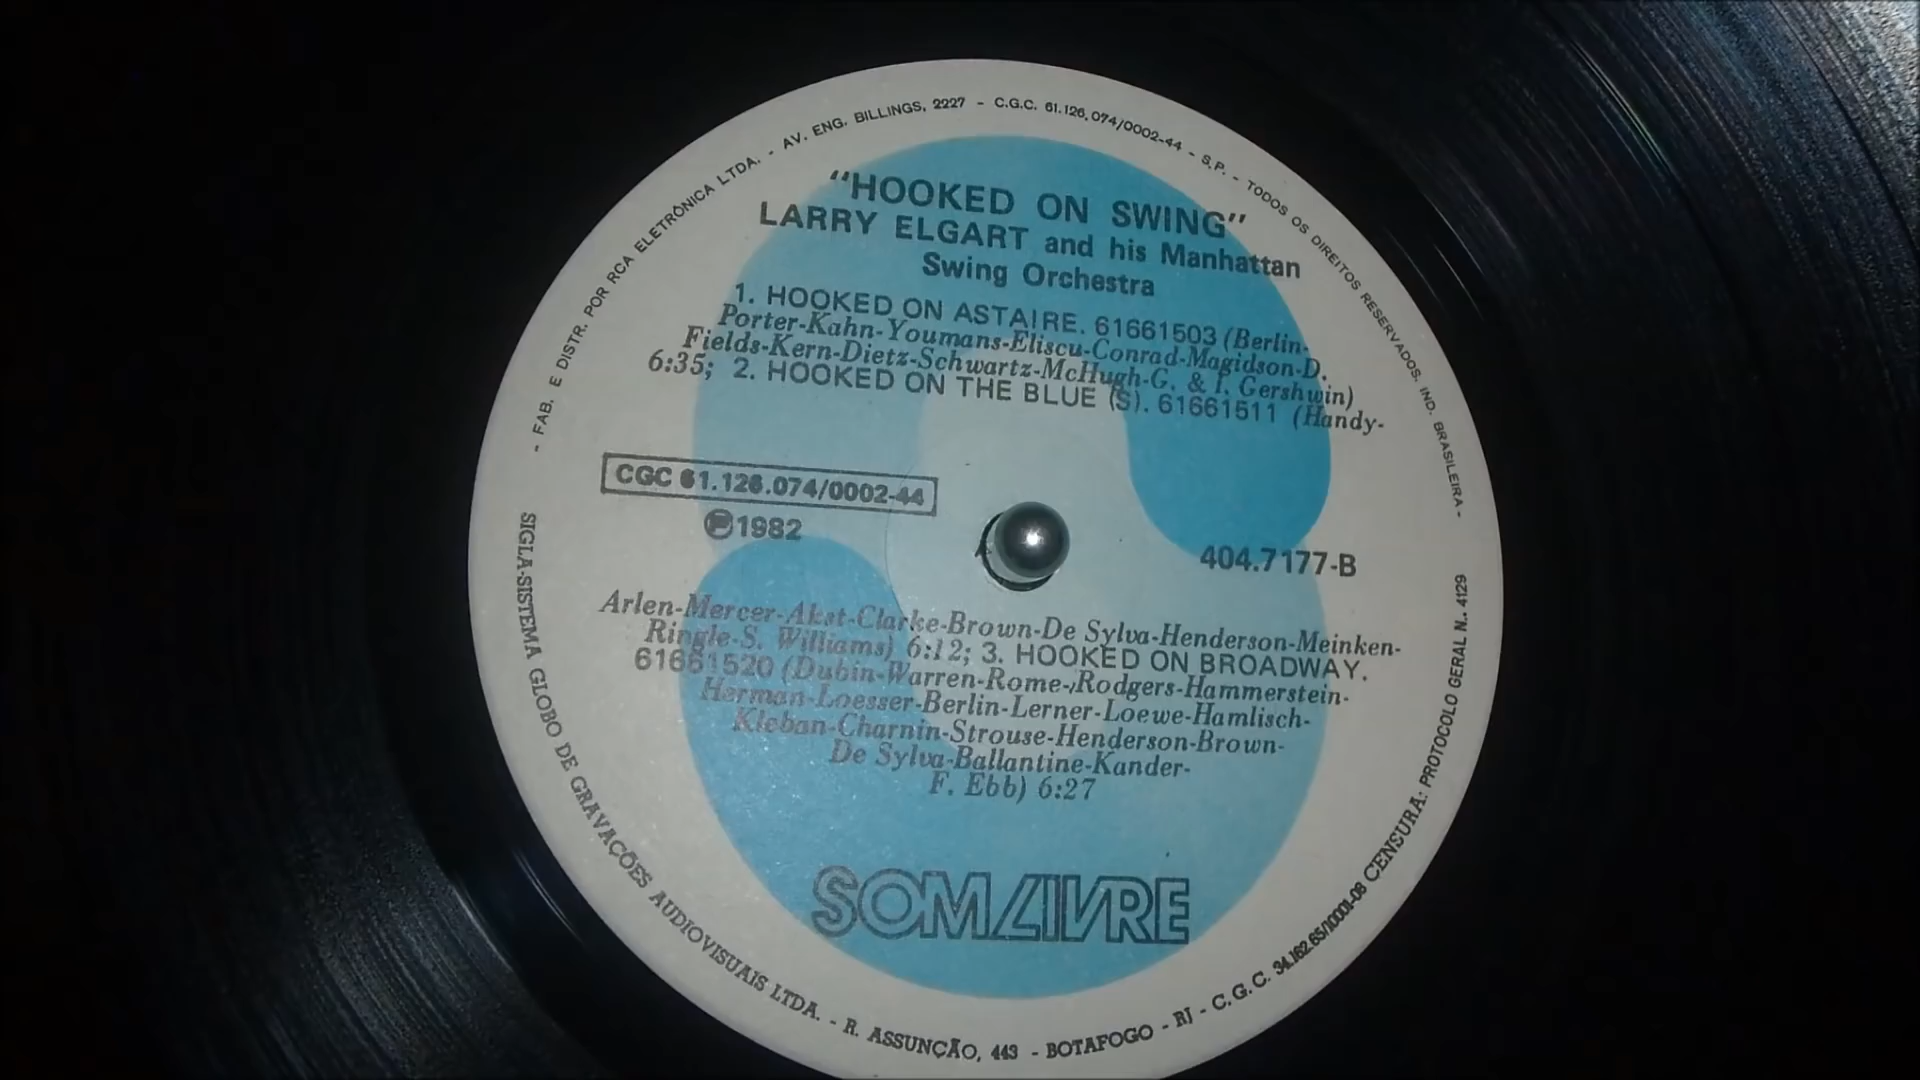 - FAB. E DISTR. POR RCA ELETRÔNICA LTDA. - AV. ENG. BILLINGS, 2227 - C.G.C. 61.126.074/0002-44 - S.P. - TODOS OS DIREITOS RESERVADOS. IND. BRASILEIRA -
“HOOKED ON SWING”
LARRY ELGART and his Manhattan
Swing Orchestra
1. HOOKED ON ASTAIRE. 61661503 (Berlin-
Porter-Kahn-Youmans-Eliscu-Conrad-Magidson-D.
Fields-Kern-Dietz-Schwartz-McHugh-G. & I. Gershwin)
6:35; 2. HOOKED ON THE BLUE (S). 61661511 (Handy-
CGC 61.126.074/0002-44
Ⓟ1982
404.7177-B
Arlen-Mercer-Akst-Clarke-Brown-De Sylva-Henderson-Meinken-
Ringle-S. Williams) 6:12; 3. HOOKED ON BROADWAY.
61661520 (Dubin-Warren-Rome-,Rodgers-Hammerstein-
Herman-Loesser-Berlin-Lerner-Loewe-Hamlisch-
Kleban-Charnin-Strouse-Henderson-Brown-
De Sylva-Ballantine-Kander-
F. Ebb) 6:27
SOM LIVRE
SIGLA-SISTEMA GLOBO DE GRAVAÇÕES AUDIOVISUAIS LTDA. - R. ASSUNÇÃO, 443 - BOTAFOGO - RJ - C.G.C. 34.162.65/10001-08 CENSURA: PROTOCOLO GERAL N.. 4129